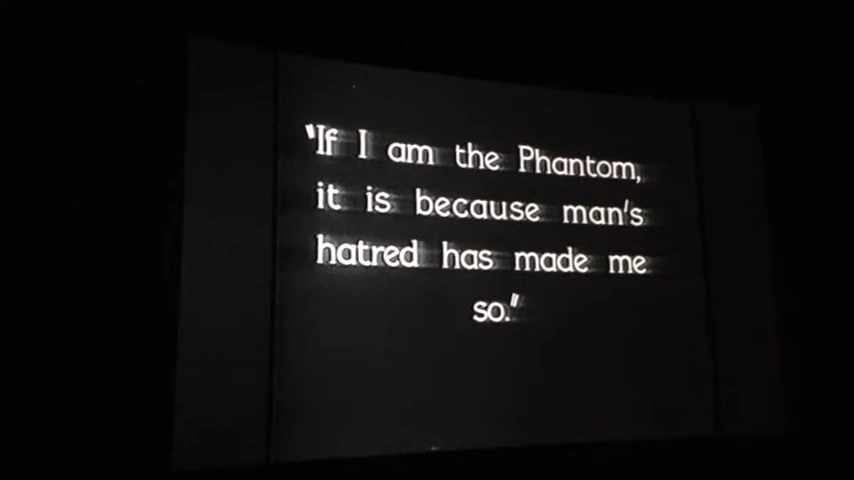 "If I am the Phantom,
it is because man's
hatred has made me
so."